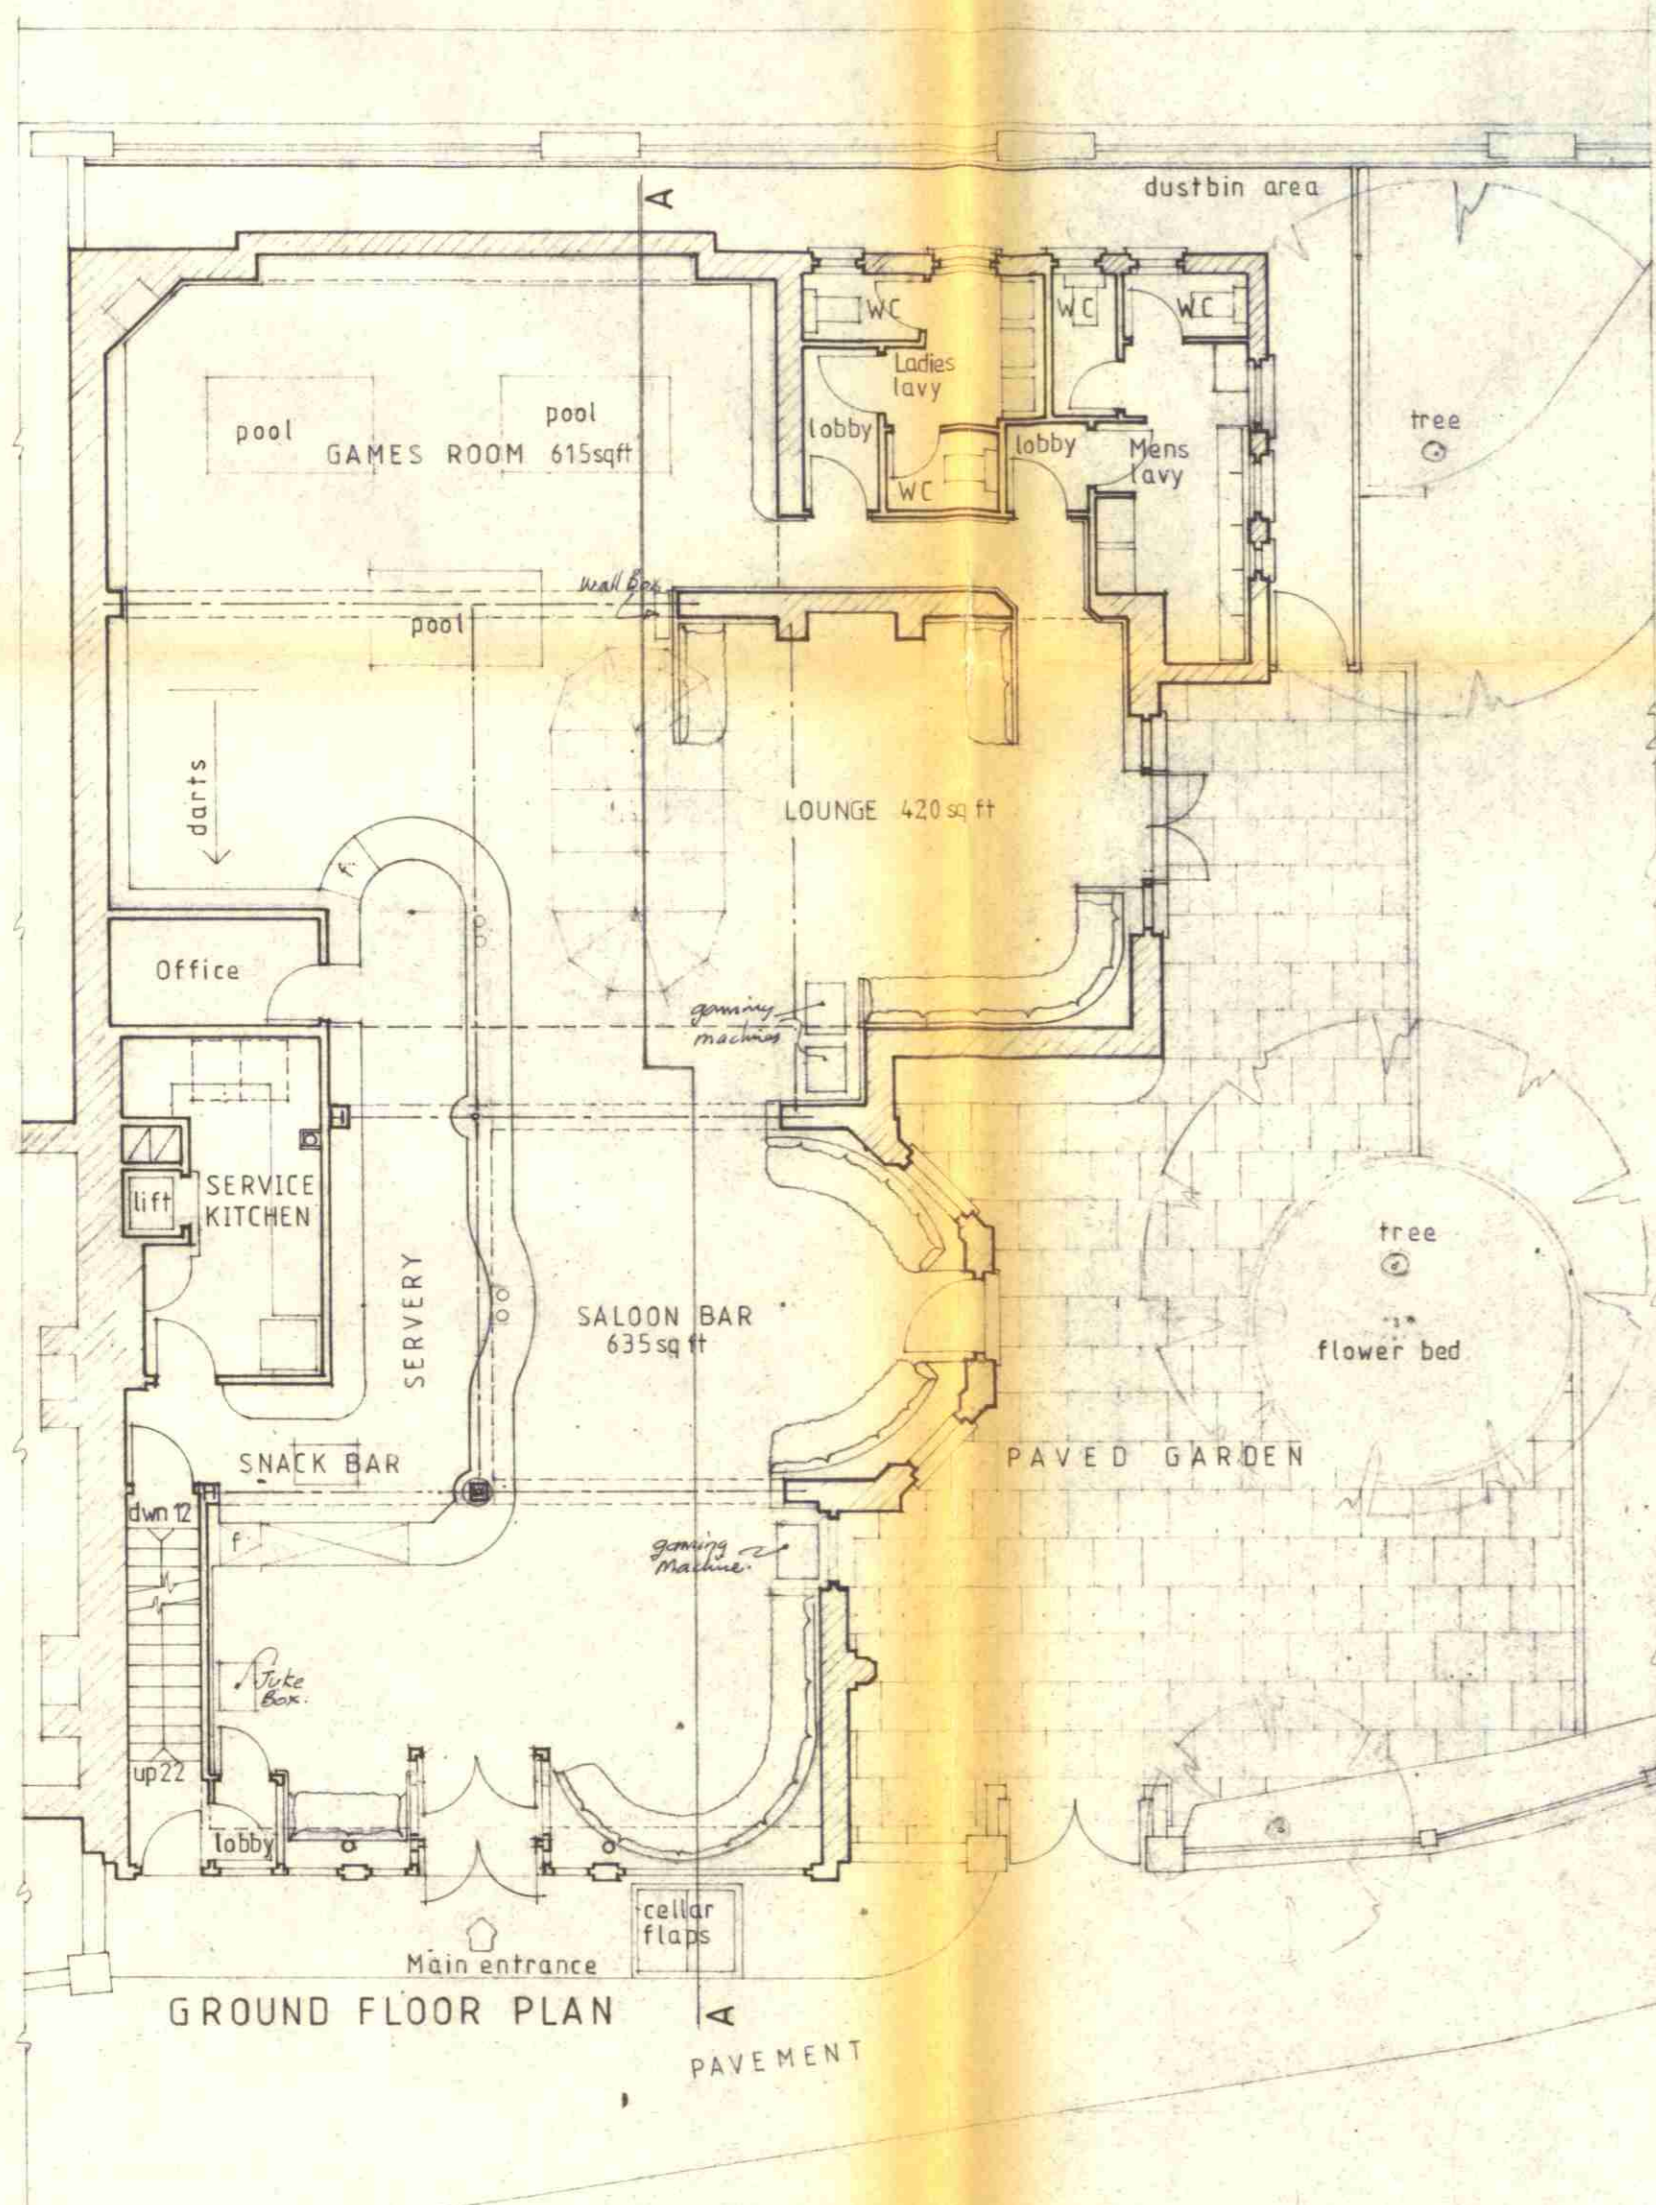 dustbin area
A
WC
WC
WC
Ladies
lavy
tree
pool
pool
GAMES ROOM 615sqft
lobby
lobby
Mens
lavy
WC
wall Box
pool
darts
LOUNGE 420 sq ft
f.
Office
gaming
machines
lift
SERVICE
KITCHEN
tree
SERVERY
SALOON BAR
635 sq ft
flower bed
SNACK BAR
PAVED GARDEN
dwn 12
f.
gaming
Machine.
Juke
Box.
up 22
lobby
cellar
flaps
Main entrance
GROUND FLOOR PLAN
A
PAVEMENT